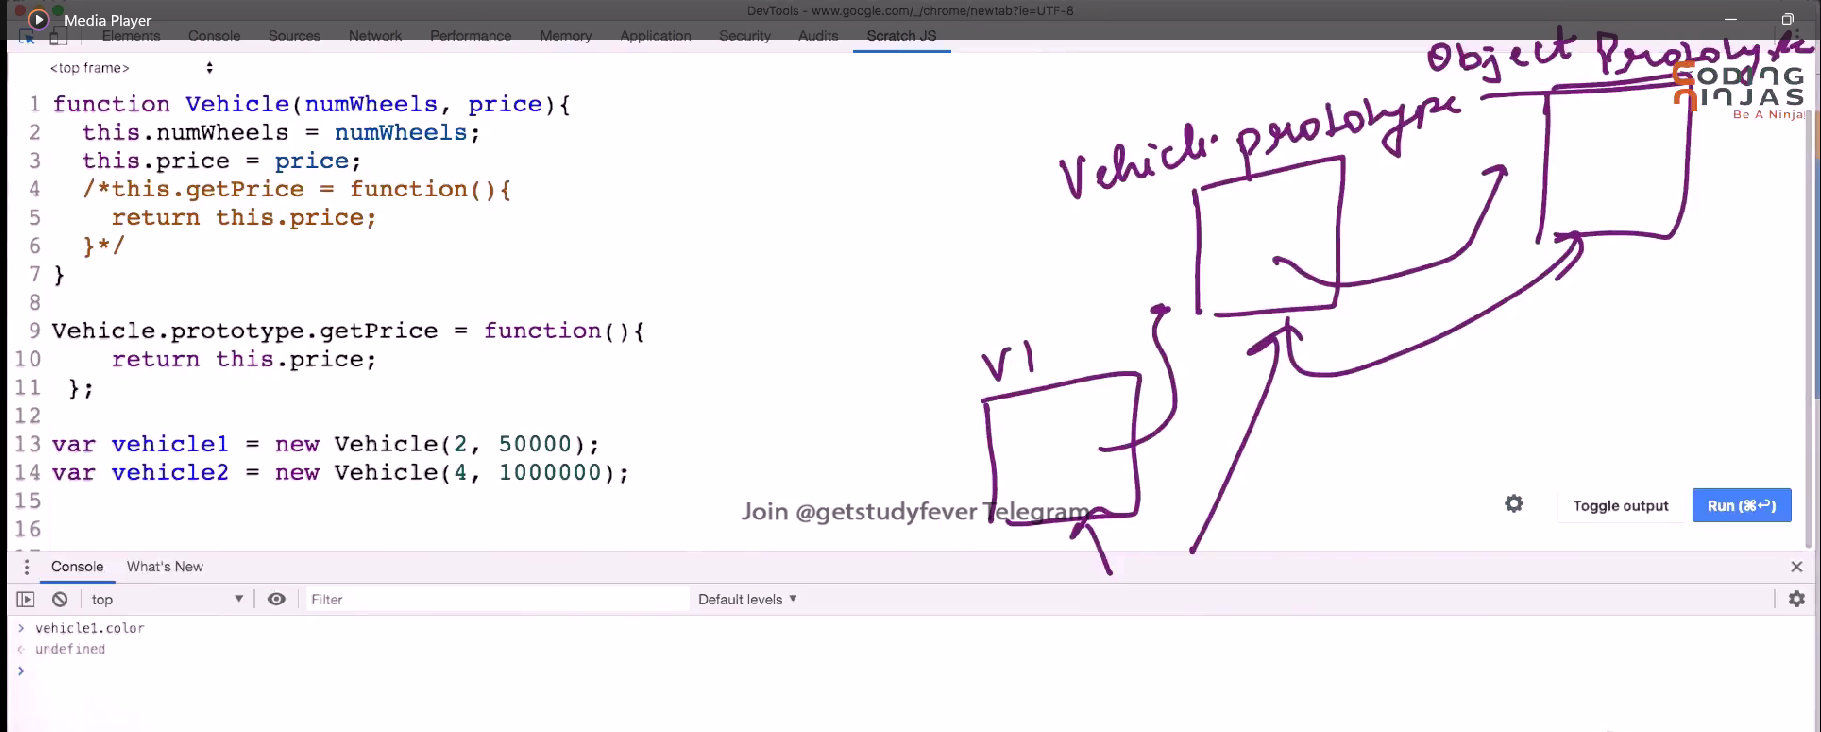 Media Player
DevTools - www.google.com/_/chrome/newtab?ie=UTF-8
Elements Console Sources Network Performance Memory Application Security Audits Scratch JS
<top frame>
Object Prototype
CODING
NINJAS
Be A Ninja!
Vehicle.prototype
V1
1 function Vehicle(numWheels, price){
2 this.numWheels = numWheels;
3 this.price = price;
4 /*this.getPrice = function(){
5 return this.price;
6 }*/
7 }
8
9 Vehicle.prototype.getPrice = function(){
10 return this.price;
11 };
12
13 var vehicle1 = new Vehicle(2, 50000);
14 var vehicle2 = new Vehicle(4, 1000000);
15
16
Join @getstudyfever Telegram
Toggle output Run (⌘↩)
Console What's New
top Filter Default levels ▼
> vehicle1.color
undefined
>